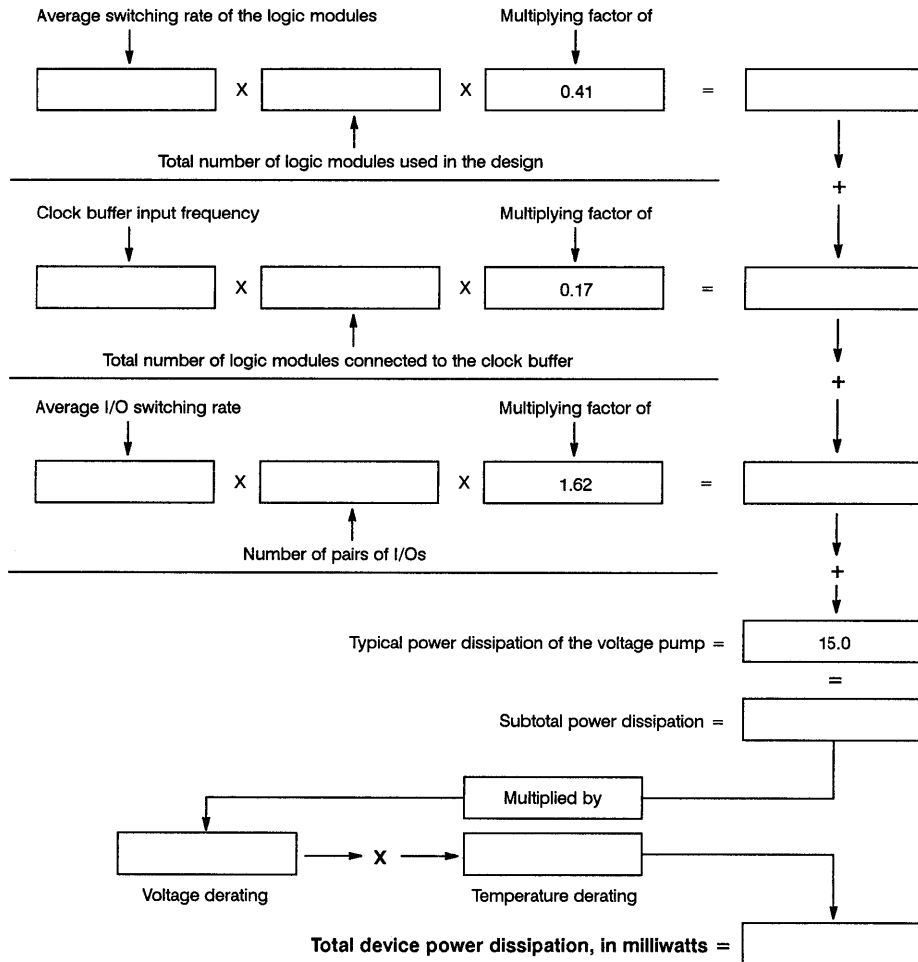 Average switching rate of the logic modules
Multiplying factor of
X
X
0.41
=
Total number of logic modules used in the design
+
Clock buffer input frequency
Multiplying factor of
X
X
0.17
=
Total number of logic modules connected to the clock buffer
+
Average I/O switching rate
Multiplying factor of
X
X
1.62
=
Number of pairs of I/Os
+
Typical power dissipation of the voltage pump =
15.0
=
Subtotal power dissipation =
Multiplied by
X
Voltage derating
Temperature derating
Total device power dissipation, in milliwatts =